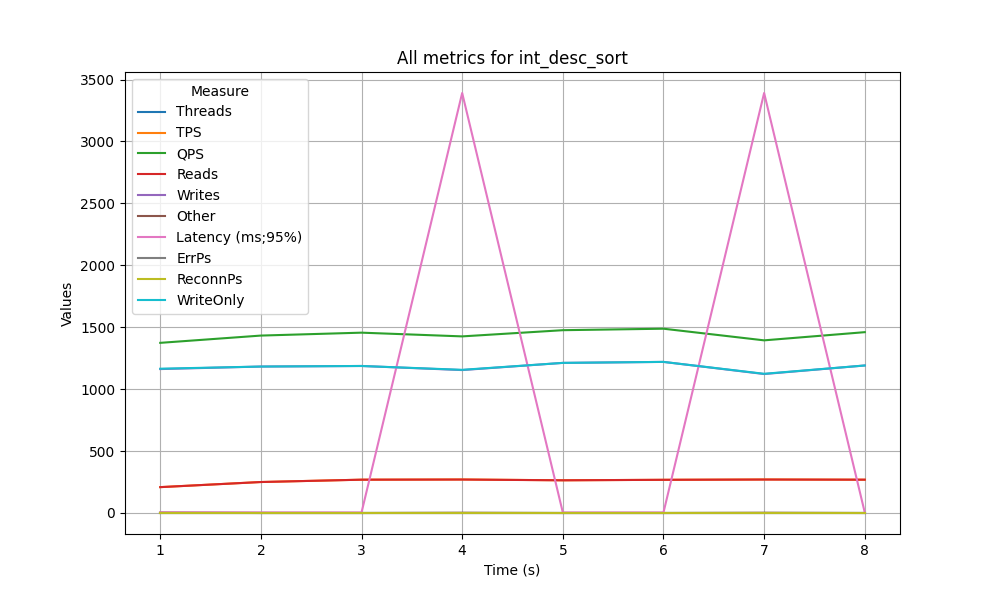 All metrics for int_desc_sort
3500
3000
2500
2000
1500
1000
500
0
Values
Measure
Threads
TPS
QPS
Reads
Writes
Other
Latency (ms;95%)
ErrPs
ReconnPs
WriteOnly
1 2 3 4 5 6 7 8
Time (s)